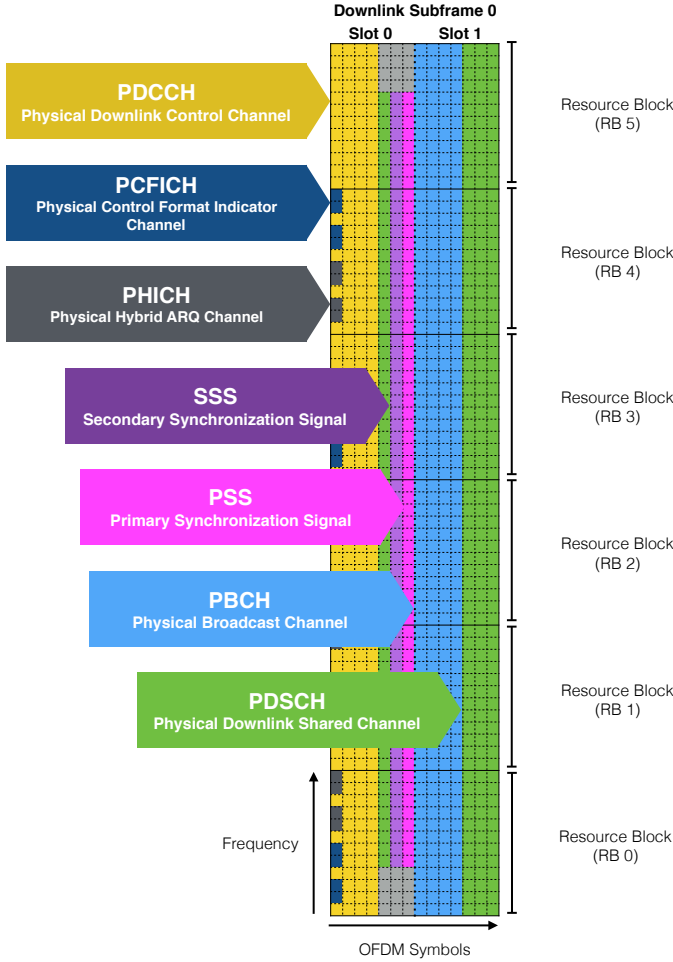 Downlink Subframe 0
Slot 0 Slot 1
PDCCH
Physical Downlink Control Channel
Resource Block
(RB 5)
PCFICH
Physical Control Format Indicator
Channel
Resource Block
(RB 4)
PHICH
Physical Hybrid ARQ Channel
SSS
Secondary Synchronization Signal
Resource Block
(RB 3)
PSS
Primary Synchronization Signal
Resource Block
(RB 2)
PBCH
Physical Broadcast Channel
PDSCH
Physical Downlink Shared Channel
Resource Block
(RB 1)
Frequency
Resource Block
(RB 0)
OFDM Symbols